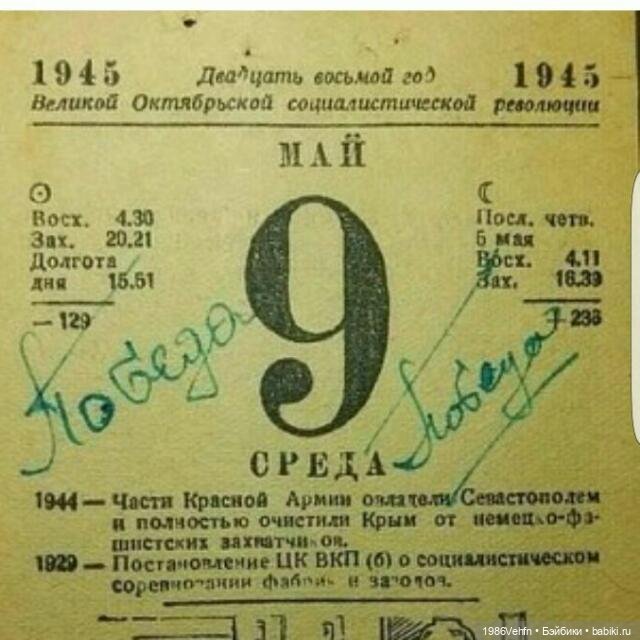 1945 Двадцать восьмой год 1945
Великой Октябрьской социалистической революции
МАЙ
Восх. 4.30
Зах. 20.21
Долгота
дня 15.51
—129
9
Посл. четв.
5 мая
Восх. 4.11
Зах. 16.39
+236
Победа
Победа
СРЕДА
1944 — Части Красной Армии овладели Севастополем
и полностью очистили Крым от немецко-фа-
шистских захватчиков.
1929 — Постановление ЦК ВКП (б) о социалистическом
соревновании фабрик и заводов.
1986Vehfn • Бэйбики • babiki.ru